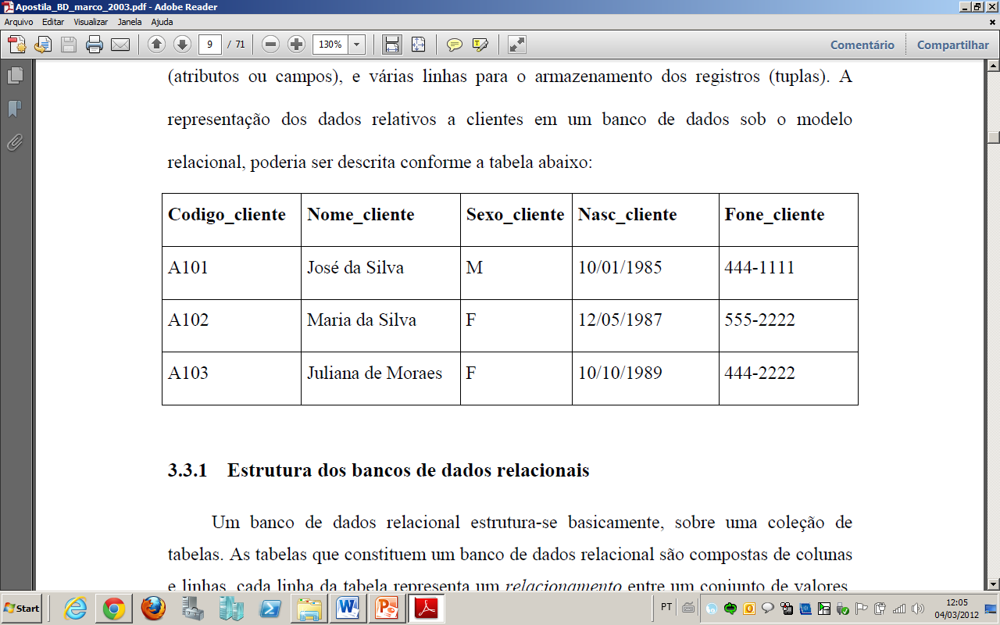 Apostila_BD_marco_2003.pdf - Adobe Reader
Arquivo Editar Visualizar Janela Ajuda
9 / 71 130% Comentário Compartilhar
(atributos ou campos), e várias linhas para o armazenamento dos registros (tuplas). A
representação dos dados relativos a clientes em um banco de dados sob o modelo
relacional, poderia ser descrita conforme a tabela abaixo:
Codigo_cliente Nome_cliente Sexo_cliente Nasc_cliente Fone_cliente
A101 José da Silva M 10/01/1985 444-1111
A102 Maria da Silva F 12/05/1987 555-2222
A103 Juliana de Moraes F 10/10/1989 444-2222
3.3.1 Estrutura dos bancos de dados relacionais
Um banco de dados relacional estrutura-se basicamente, sobre uma coleção de
tabelas. As tabelas que constituem um banco de dados relacional são compostas de colunas
e linhas, cada linha da tabela representa um relacionamento entre um conjunto de valores.
Start PT 12:05
04/03/2012